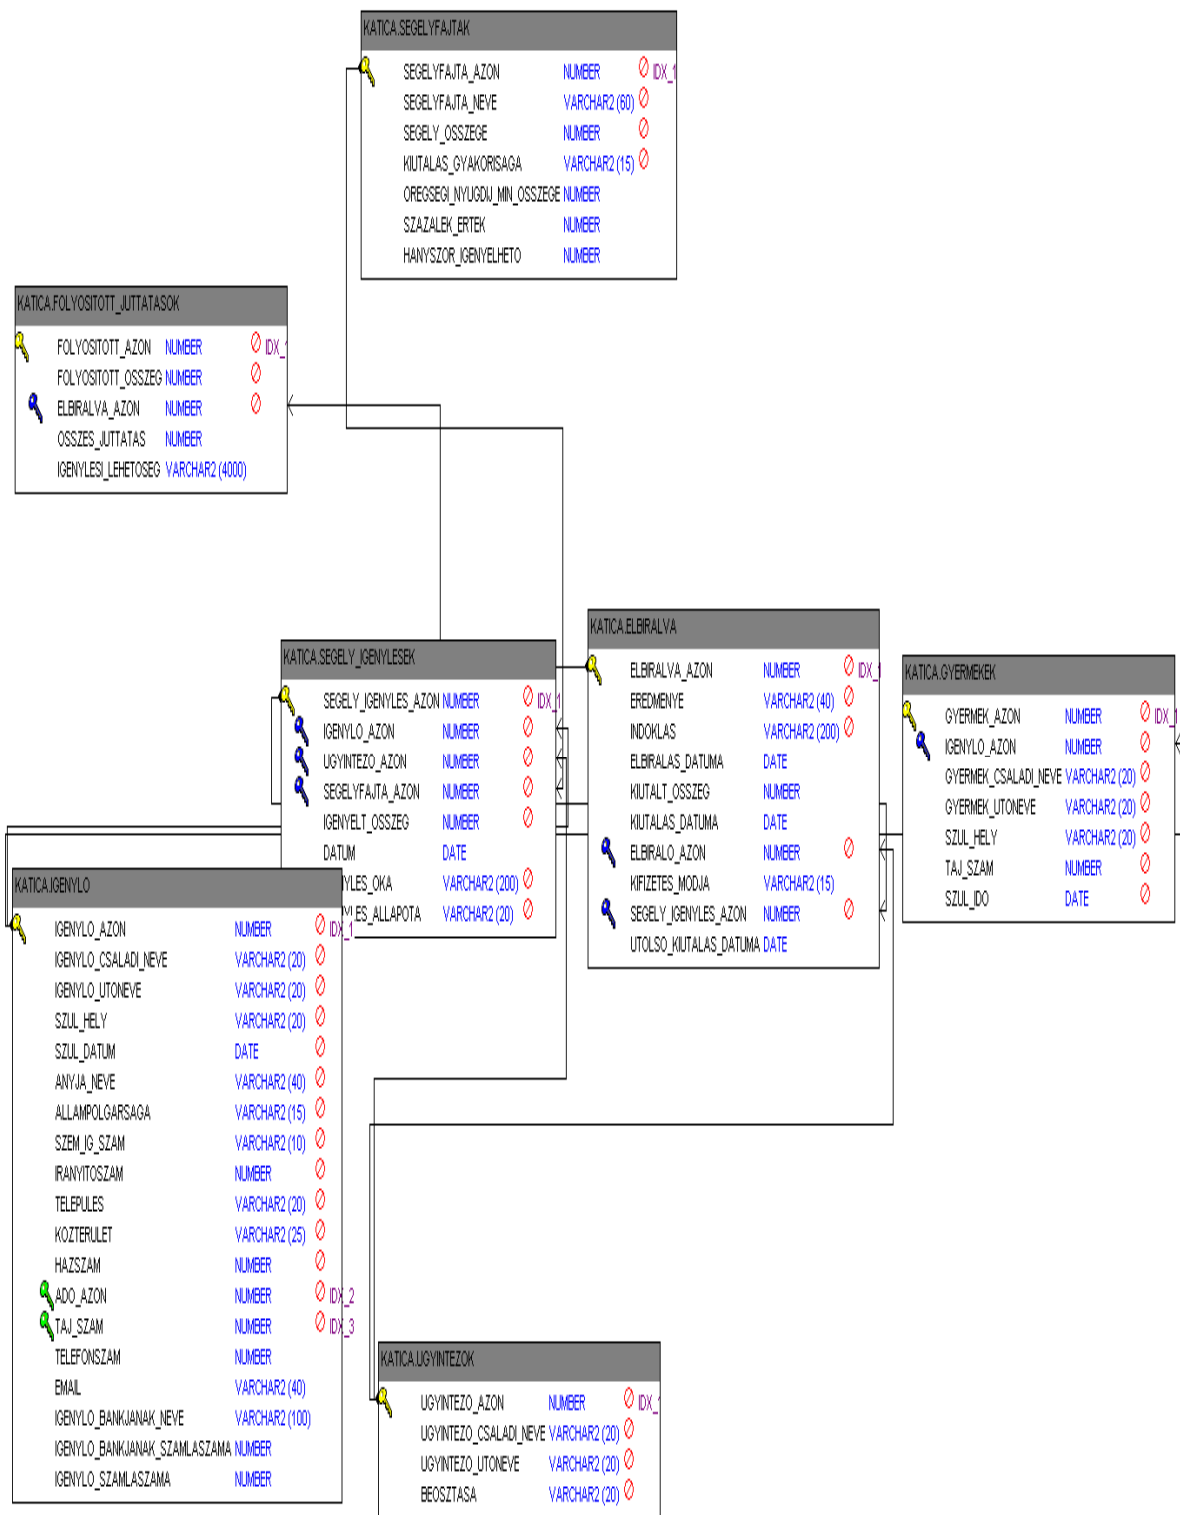 KATICA.SEGELYFAJTAK
SEGELYFAJTA_AZON NUMBER IDX_1
SEGELYFAJTA_NEVE VARCHAR2 (60)
SEGELY_OSSZEGE NUMBER
KIUTALAS_GYAKORISAGA VARCHAR2 (15)
OREGSEGI_NYUGDIJ_MIN_OSSZEGE NUMBER
SZAZALEK_ERTEK NUMBER
HANYSZOR_IGENYELHETO NUMBER
KATICA.FOLYOSITOTT_JUTTATASOK
FOLYOSITOTT_AZON NUMBER IDX_1
FOLYOSITOTT_OSSZEG NUMBER
ELBIRALVA_AZON NUMBER
OSSZES_JUTTATAS NUMBER
IGENYLESI_LEHETOSEG VARCHAR2 (4000)
KATICA.SEGELY_IGENYLESEK
SEGELY_IGENYLES_AZON NUMBER IDX_1
IGENYLO_AZON NUMBER
UGYINTEZO_AZON NUMBER
SEGELYFAJTA_AZON NUMBER
IGENYELT_OSSZEG NUMBER
DATUM DATE
NYLES_OKA VARCHAR2 (200)
NYLES_ALLAPOTA VARCHAR2 (20)
KATICA.ELBIRALVA
ELBIRALVA_AZON NUMBER IDX_1
EREDMENYE VARCHAR2 (40)
INDOKLAS VARCHAR2 (200)
ELBIRALAS_DATUMA DATE
KIUTALT_OSSZEG NUMBER
KIUTALAS_DATUMA DATE
ELBIRALO_AZON NUMBER
KIFIZETES_MODJA VARCHAR2 (15)
SEGELY_IGENYLES_AZON NUMBER
UTOLSO_KIUTALAS_DATUMA DATE
KATICA.GYERMEKEK
GYERMEK_AZON NUMBER IDX_1
IGENYLO_AZON NUMBER
GYERMEK_CSALADI_NEVE VARCHAR2 (20)
GYERMEK_UTONEVE VARCHAR2 (20)
SZUL_HELY VARCHAR2 (20)
TAJ_SZAM NUMBER
SZUL_IDO DATE
KATICA.IGENYLO
IGENYLO_AZON NUMBER IDX_1
IGENYLO_CSALADI_NEVE VARCHAR2 (20)
IGENYLO_UTONEVE VARCHAR2 (20)
SZUL_HELY VARCHAR2 (20)
SZUL_DATUM DATE
ANYJA_NEVE VARCHAR2 (40)
ALLAMPOLGARSAGA VARCHAR2 (15)
SZEM_IG_SZAM VARCHAR2 (10)
IRANYITOSZAM NUMBER
TELEPULES VARCHAR2 (20)
KOZTERULET VARCHAR2 (25)
HAZSZAM NUMBER
ADO_AZON NUMBER IDX_2
TAJ_SZAM NUMBER IDX_3
TELEFONSZAM NUMBER
EMAIL VARCHAR2 (40)
IGENYLO_BANKJANAK_NEVE VARCHAR2 (100)
IGENYLO_BANKJANAK_SZAMLASZAMA NUMBER
IGENYLO_SZAMLASZAMA NUMBER
KATICA.UGYINTEZOK
UGYINTEZO_AZON NUMBER IDX_
UGYINTEZO_CSALADI_NEVE VARCHAR2 (20)
UGYINTEZO_UTONEVE VARCHAR2 (20)
BEOSZTASA VARCHAR2 (20)